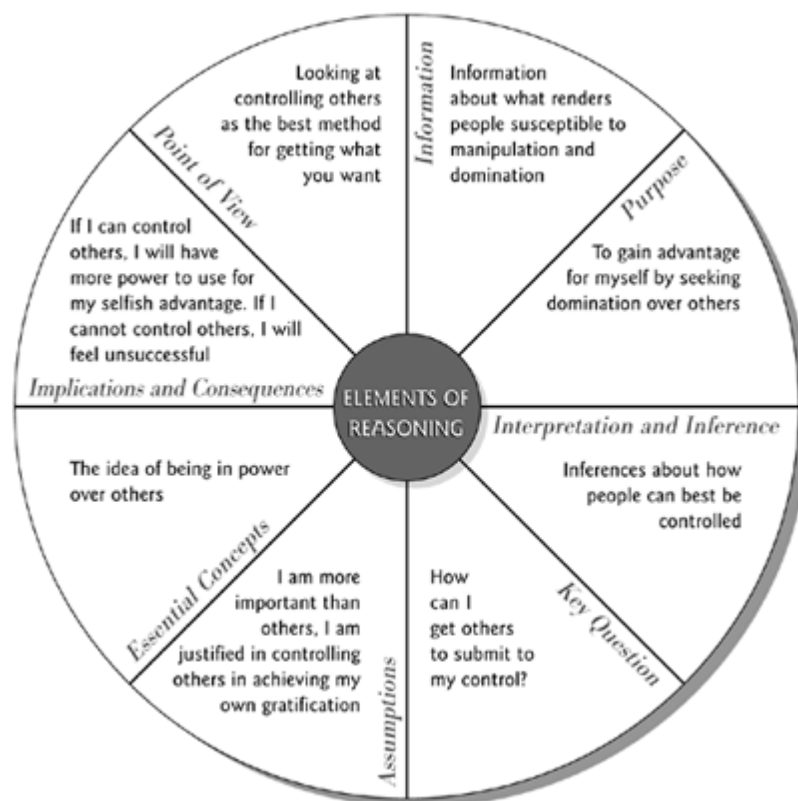 Information
Information
about what renders
people susceptible to
manipulation and
domination
Purpose
To gain advantage
for myself by seeking
domination over others
Interpretation and Inference
Inferences about how
people can best be
controlled
Key Question
How
can I
get others
to submit to
my control?
Assumptions
I am more
important than
others, I am
justified in controlling
others in achieving my
own gratification
Essential Concepts
The idea of being in power
over others
Implications and Consequences
If I can control
others, I will have
more power to use for
my selfish advantage. If I
cannot control others, I will
feel unsuccessful
Point of View
Looking at
controlling others
as the best method
for getting what
you want
ELEMENTS OF
REASONING